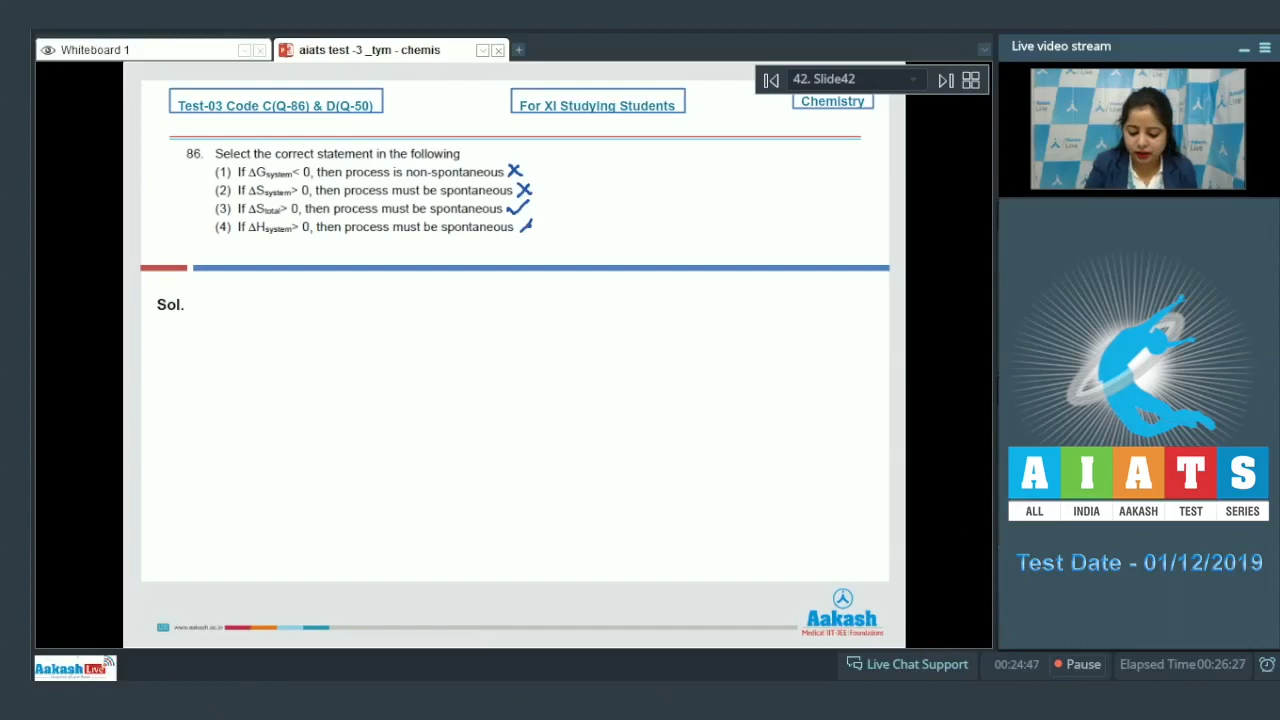 Whiteboard 1
aiats test -3 _tym - chemis
Live video stream
42. Slide42
Test-03 Code C(Q-86) & D(Q-50)
For XI Studying Students
Chemistry
86. Select the correct statement in the following
(1) If ΔGsystem< 0, then process is non-spontaneous
(2) If ΔSsystem> 0, then process must be spontaneous
(3) If ΔStotal> 0, then process must be spontaneous
(4) If ΔHsystem> 0, then process must be spontaneous
Sol.
A I A T S
ALL INDIA AAKASH TEST SERIES
Test Date - 01/12/2019
www.aakash.ac.in
Aakash
Medical|IIT-JEE|Foundations
Aakash Live
Live Chat Support
00:24:47
Pause
Elapsed Time 00:26:27